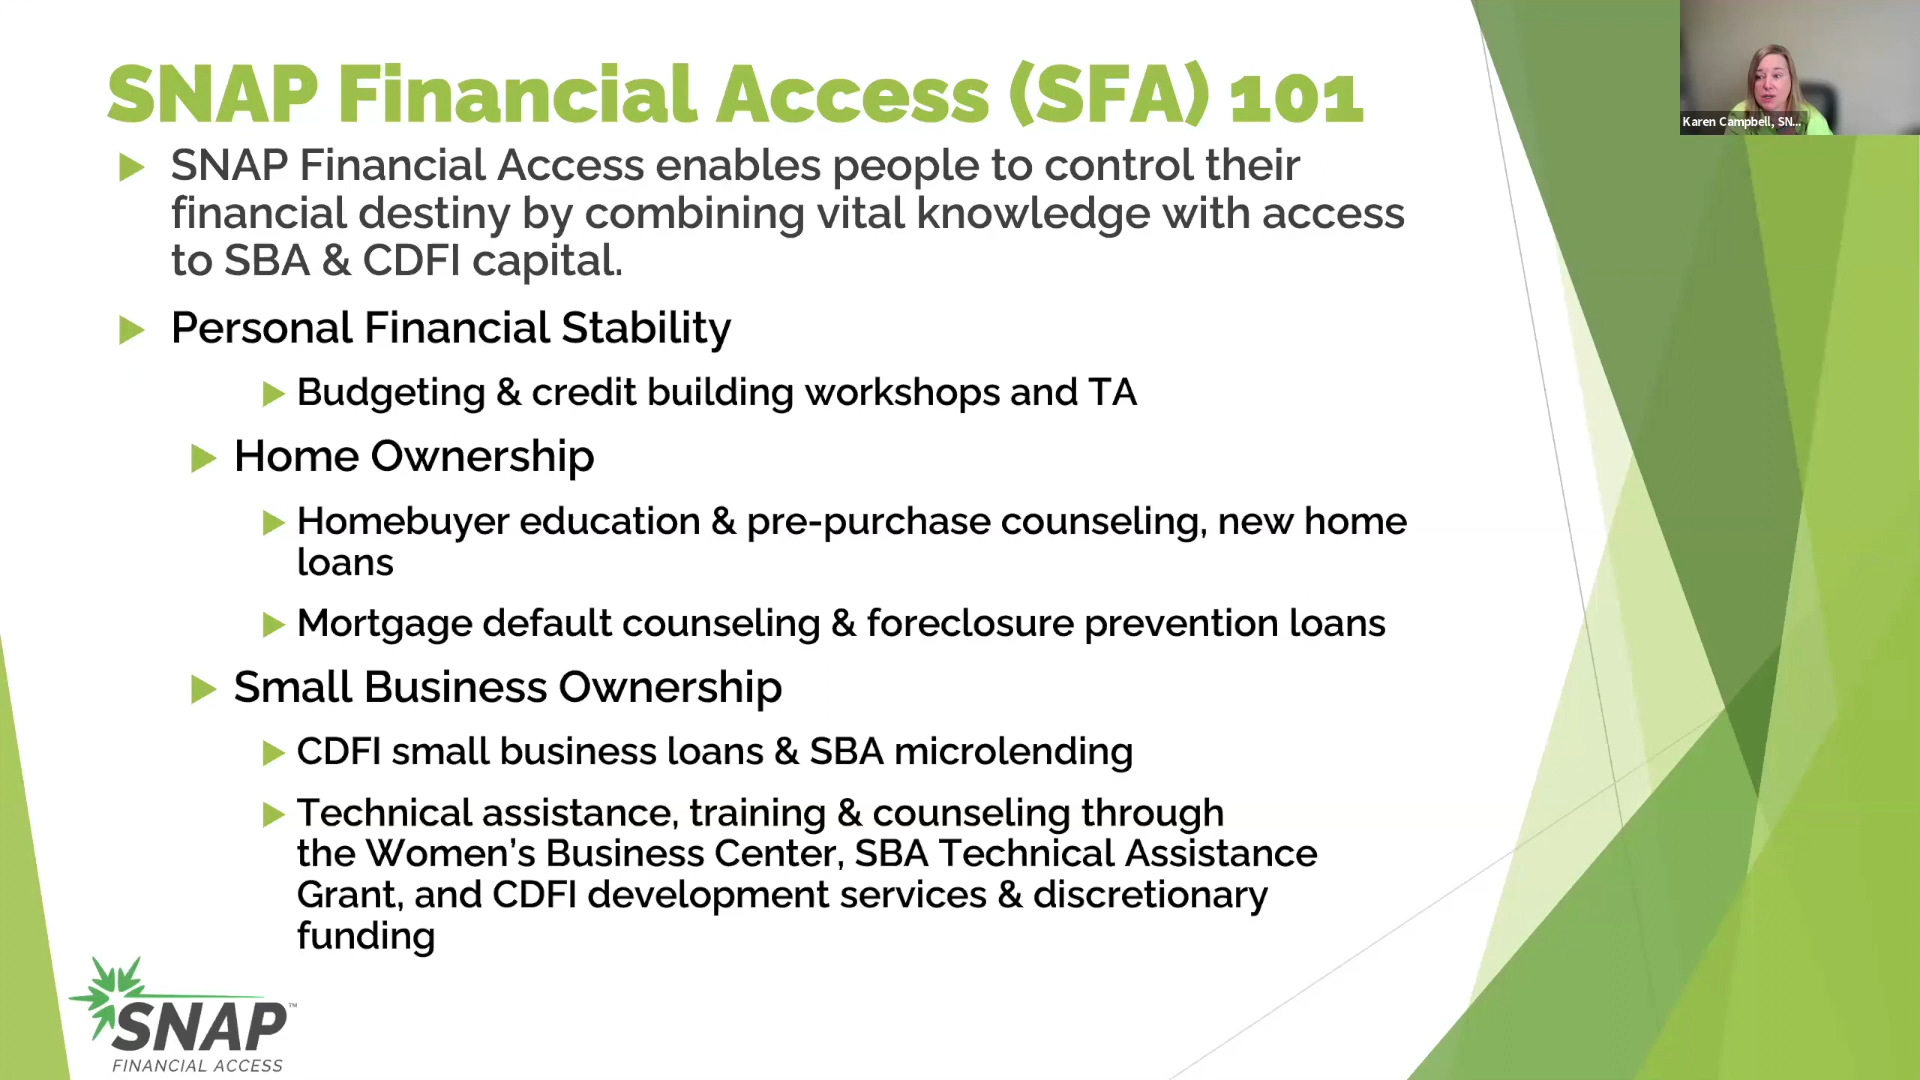 SNAP Financial Access (SFA) 101
Karen Campbell, SN...
SNAP Financial Access enables people to control their
financial destiny by combining vital knowledge with access
to SBA & CDFI capital.
Personal Financial Stability
Budgeting & credit building workshops and TA
Home Ownership
Homebuyer education & pre-purchase counseling, new home
loans
Mortgage default counseling & foreclosure prevention loans
Small Business Ownership
CDFI small business loans & SBA microlending
Technical assistance, training & counseling through
the Women’s Business Center, SBA Technical Assistance
Grant, and CDFI development services & discretionary
funding
SNAP™
FINANCIAL ACCESS